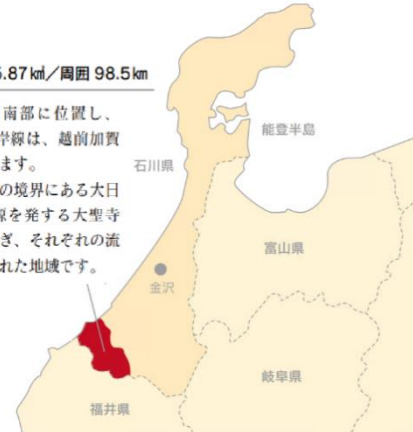 5.87㎢／周囲 98.5㎞
南部に位置し、
岸線は、越前加賀
ます。
の境界にある大日
源を発する大聖寺
ぎ、それぞれの流
れた地域です。
能登半島
石川県
富山県
金沢
岐阜県
福井県